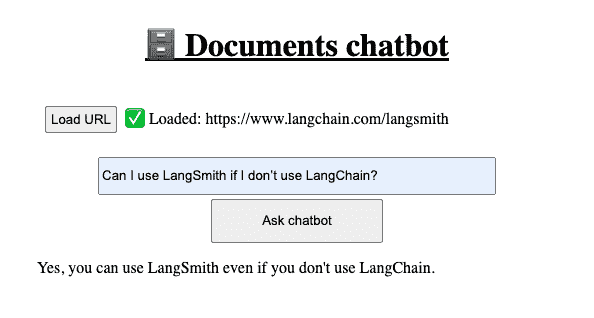 🗄️ Documents chatbot
Load URL ✅ Loaded: https://www.langchain.com/langsmith
Can I use LangSmith if I don't use LangChain?
Ask chatbot
Yes, you can use LangSmith even if you don't use LangChain.